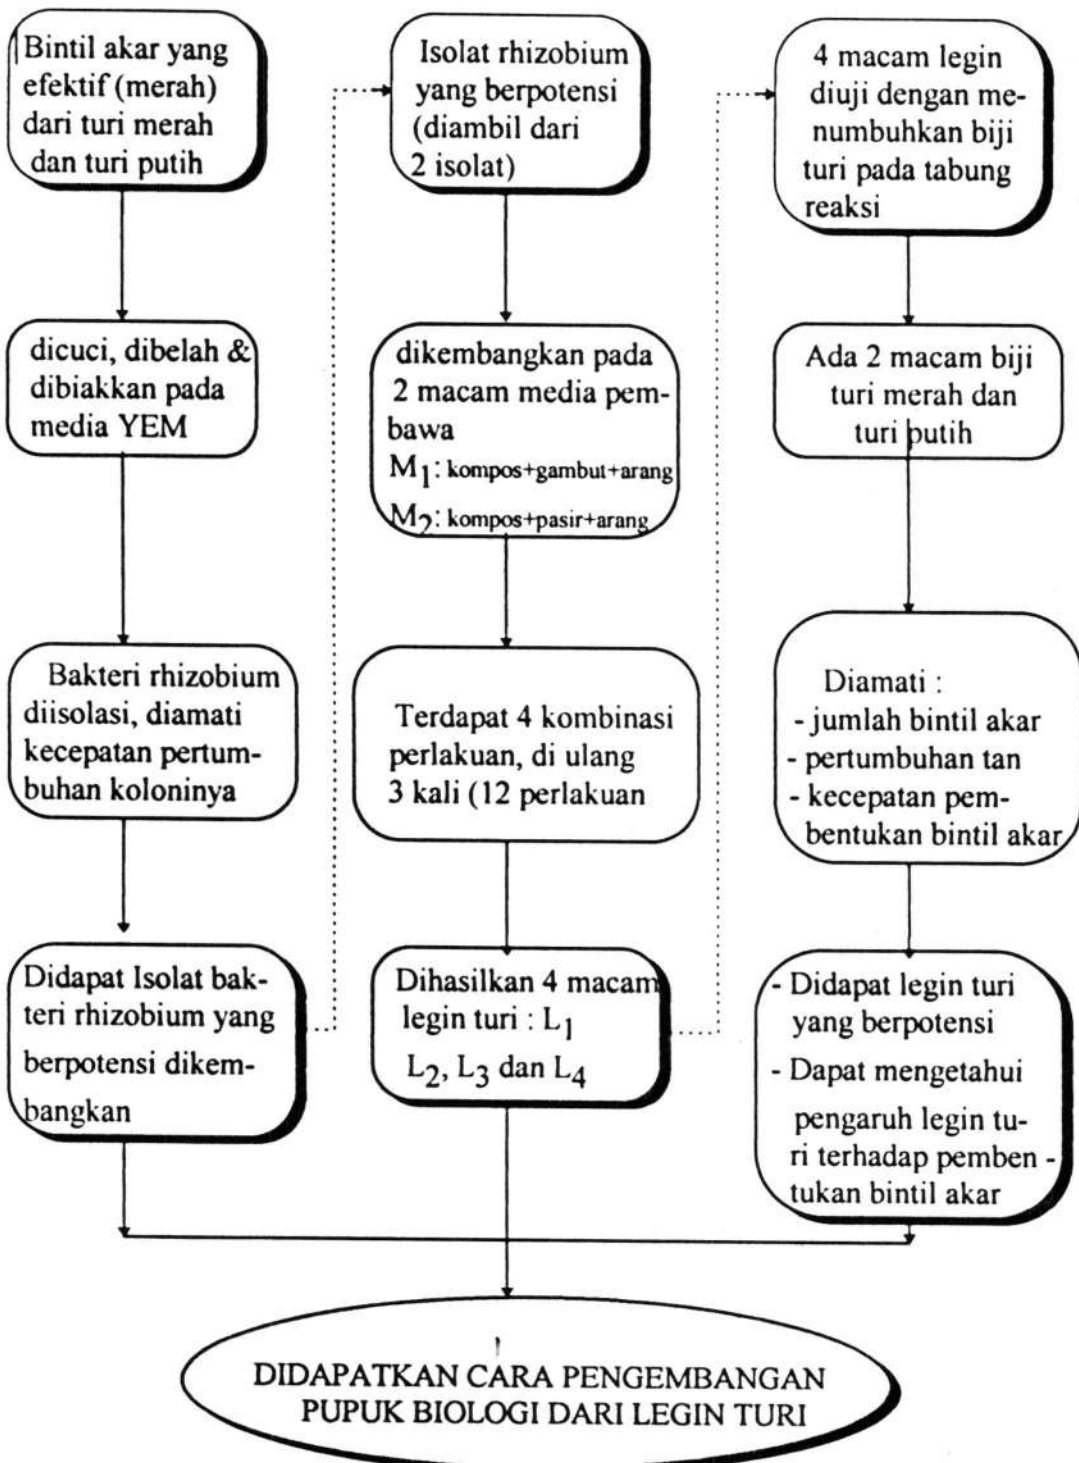 Bintil akar yang
efektif (merah)
dari turi merah
dan turi putih
dicuci, dibelah &
dibiakkan pada
media YEM
Bakteri rhizobium
diisolasi, diamati
kecepatan pertum-
buhan koloninya
Didapat Isolat bak-
teri rhizobium yang
berpotensi dikem-
bangkan
Isolat rhizobium
yang berpotensi
(diambil dari
2 isolat)
dikembangkan pada
2 macam media pem-
bawa
M1: kompos+gambut+arang
M2: kompos+pasir+arang
Terdapat 4 kombinasi
perlakuan, di ulang
3 kali (12 perlakuan
Dihasilkan 4 macam
legin turi : L1
L2, L3 dan L4
4 macam legin
diuji dengan me-
numbuhkan biji
turi pada tabung
reaksi
Ada 2 macam biji
turi merah dan
turi putih
Diamati :
- jumlah bintil akar
- pertumbuhan tan
- kecepatan pem-
bentukan bintil akar
- Didapat legin turi
yang berpotensi
- Dapat mengetahui
pengaruh legin tu-
ri terhadap pemben -
tukan bintil akar
DIDAPATKAN CARA PENGEMBANGAN
PUPUK BIOLOGI DARI LEGIN TURI